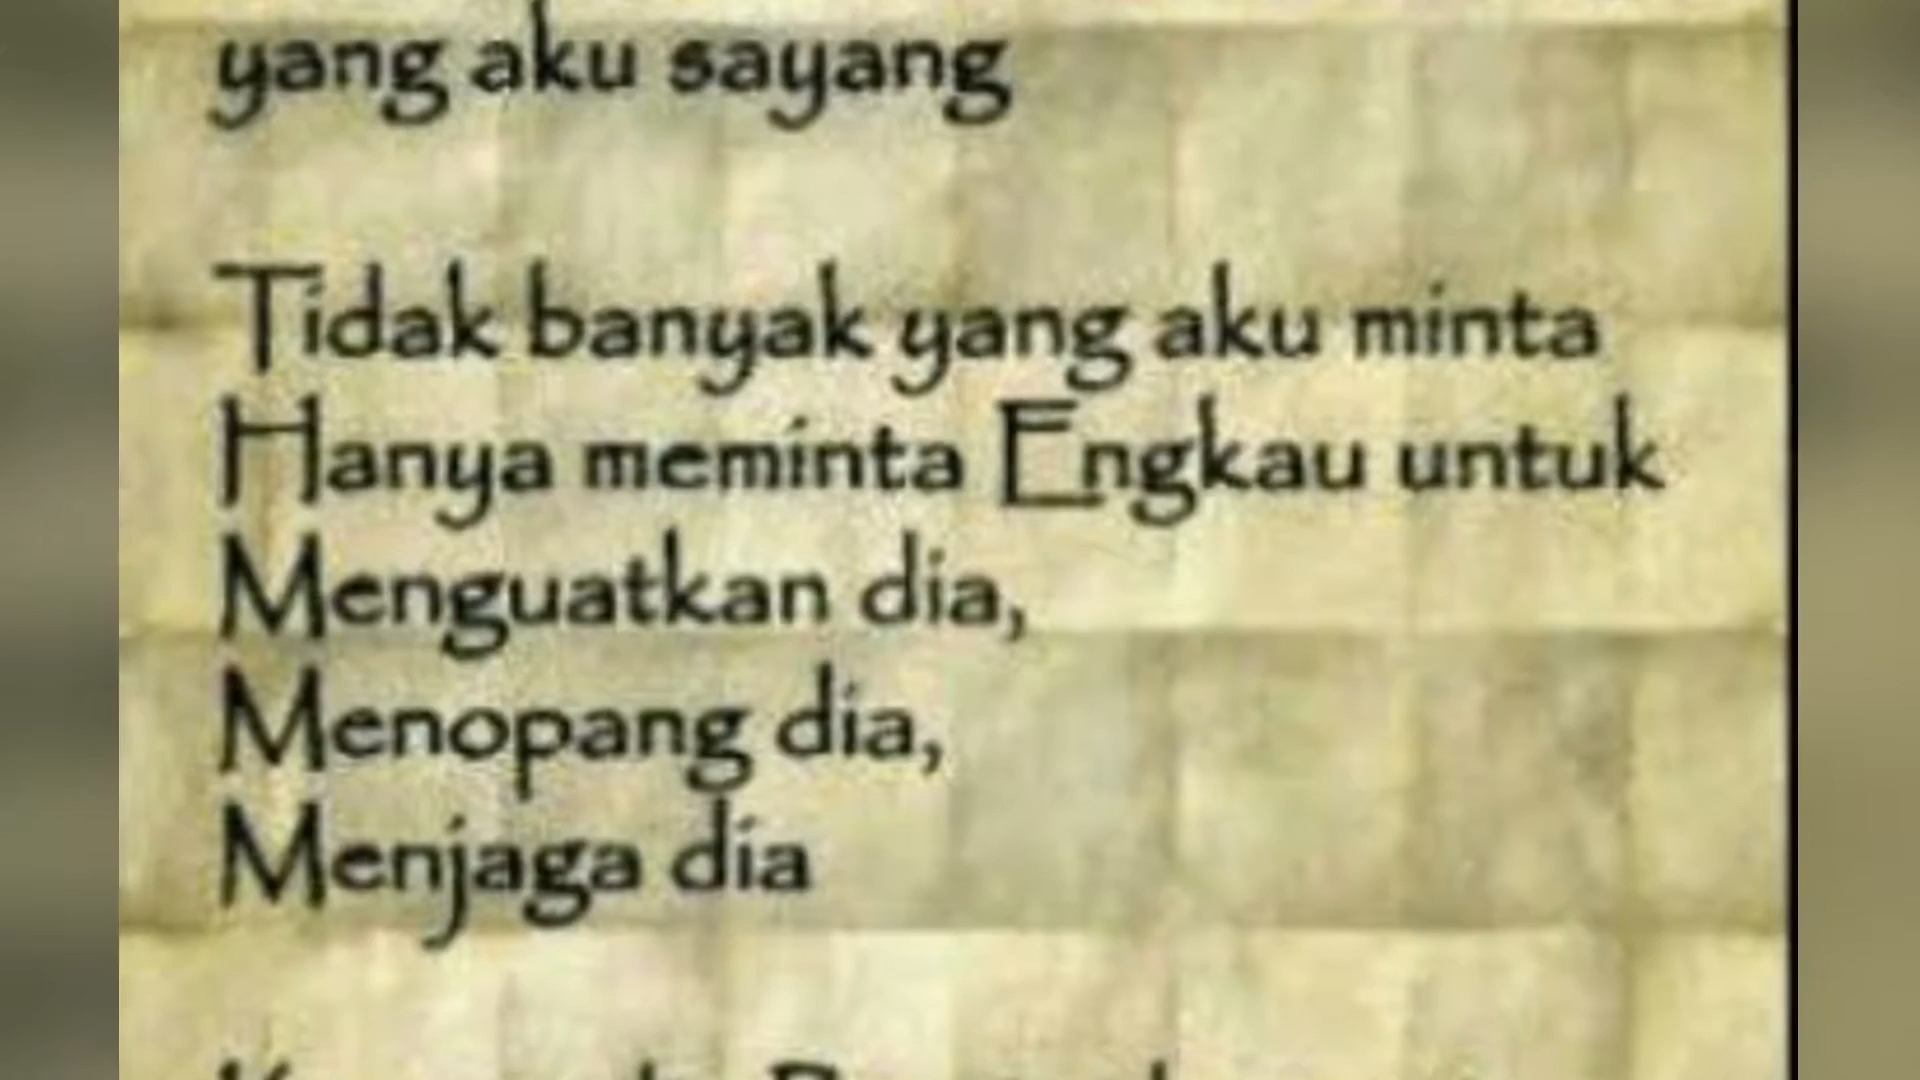 yang aku sayang
Tidak banyak yang aku minta
Hanya meminta Engkau untuk
Menguatkan dia,
Menopang dia,
Menjaga dia